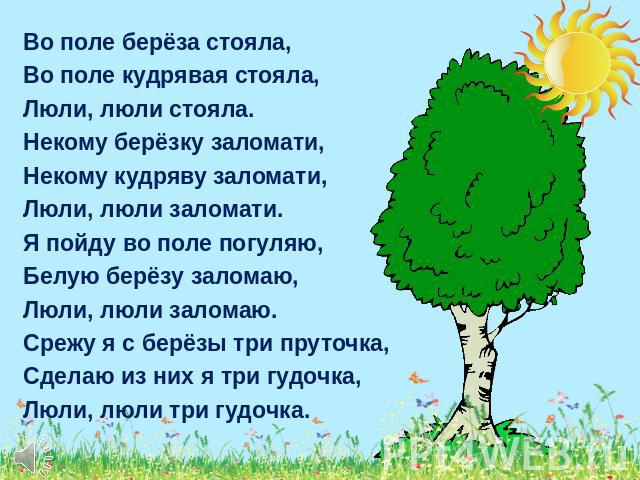 Во поле берёза стояла,
Во поле кудрявая стояла,
Люли, люли стояла.
Некому берёзку заломати,
Некому кудряву заломати,
Люли, люли заломати.
Я пойду во поле погуляю,
Белую берёзу заломаю,
Люли, люли заломаю.
Срежу я с берёзы три пруточка,
Сделаю из них я три гудочка,
Люли, люли три гудочка.
PPT4WEB.ru